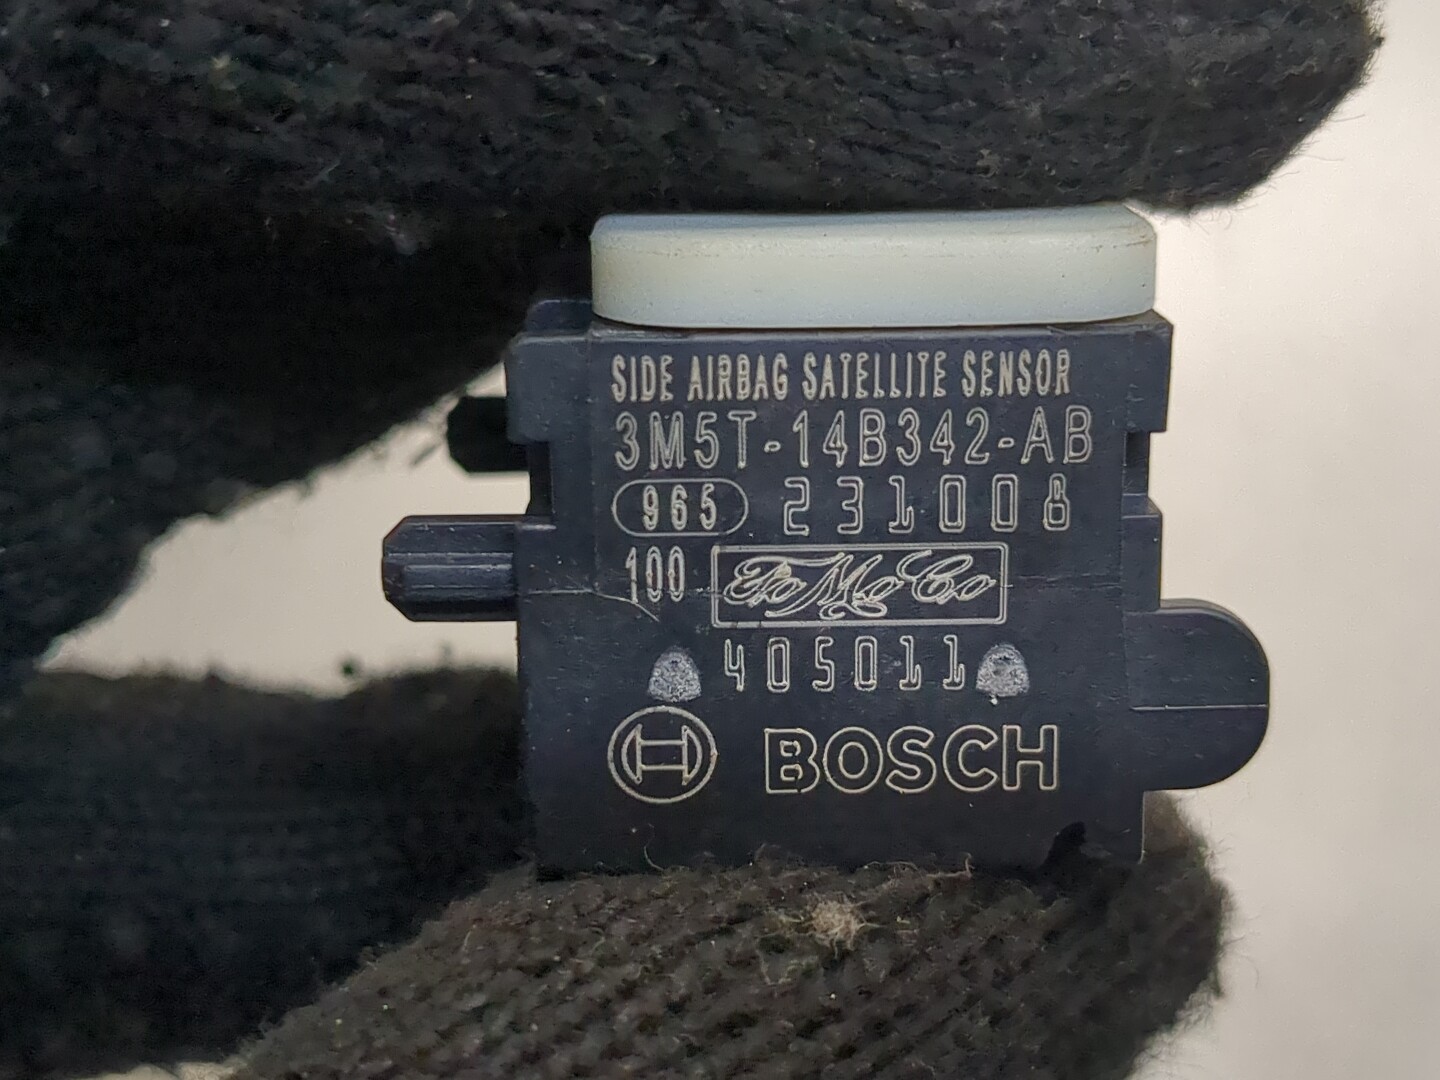 SIDE AIRBAG SATELLITE SENSOR
3M5T-14B342-AB
965 231008
100 FoMoCo
405011
BOSCH